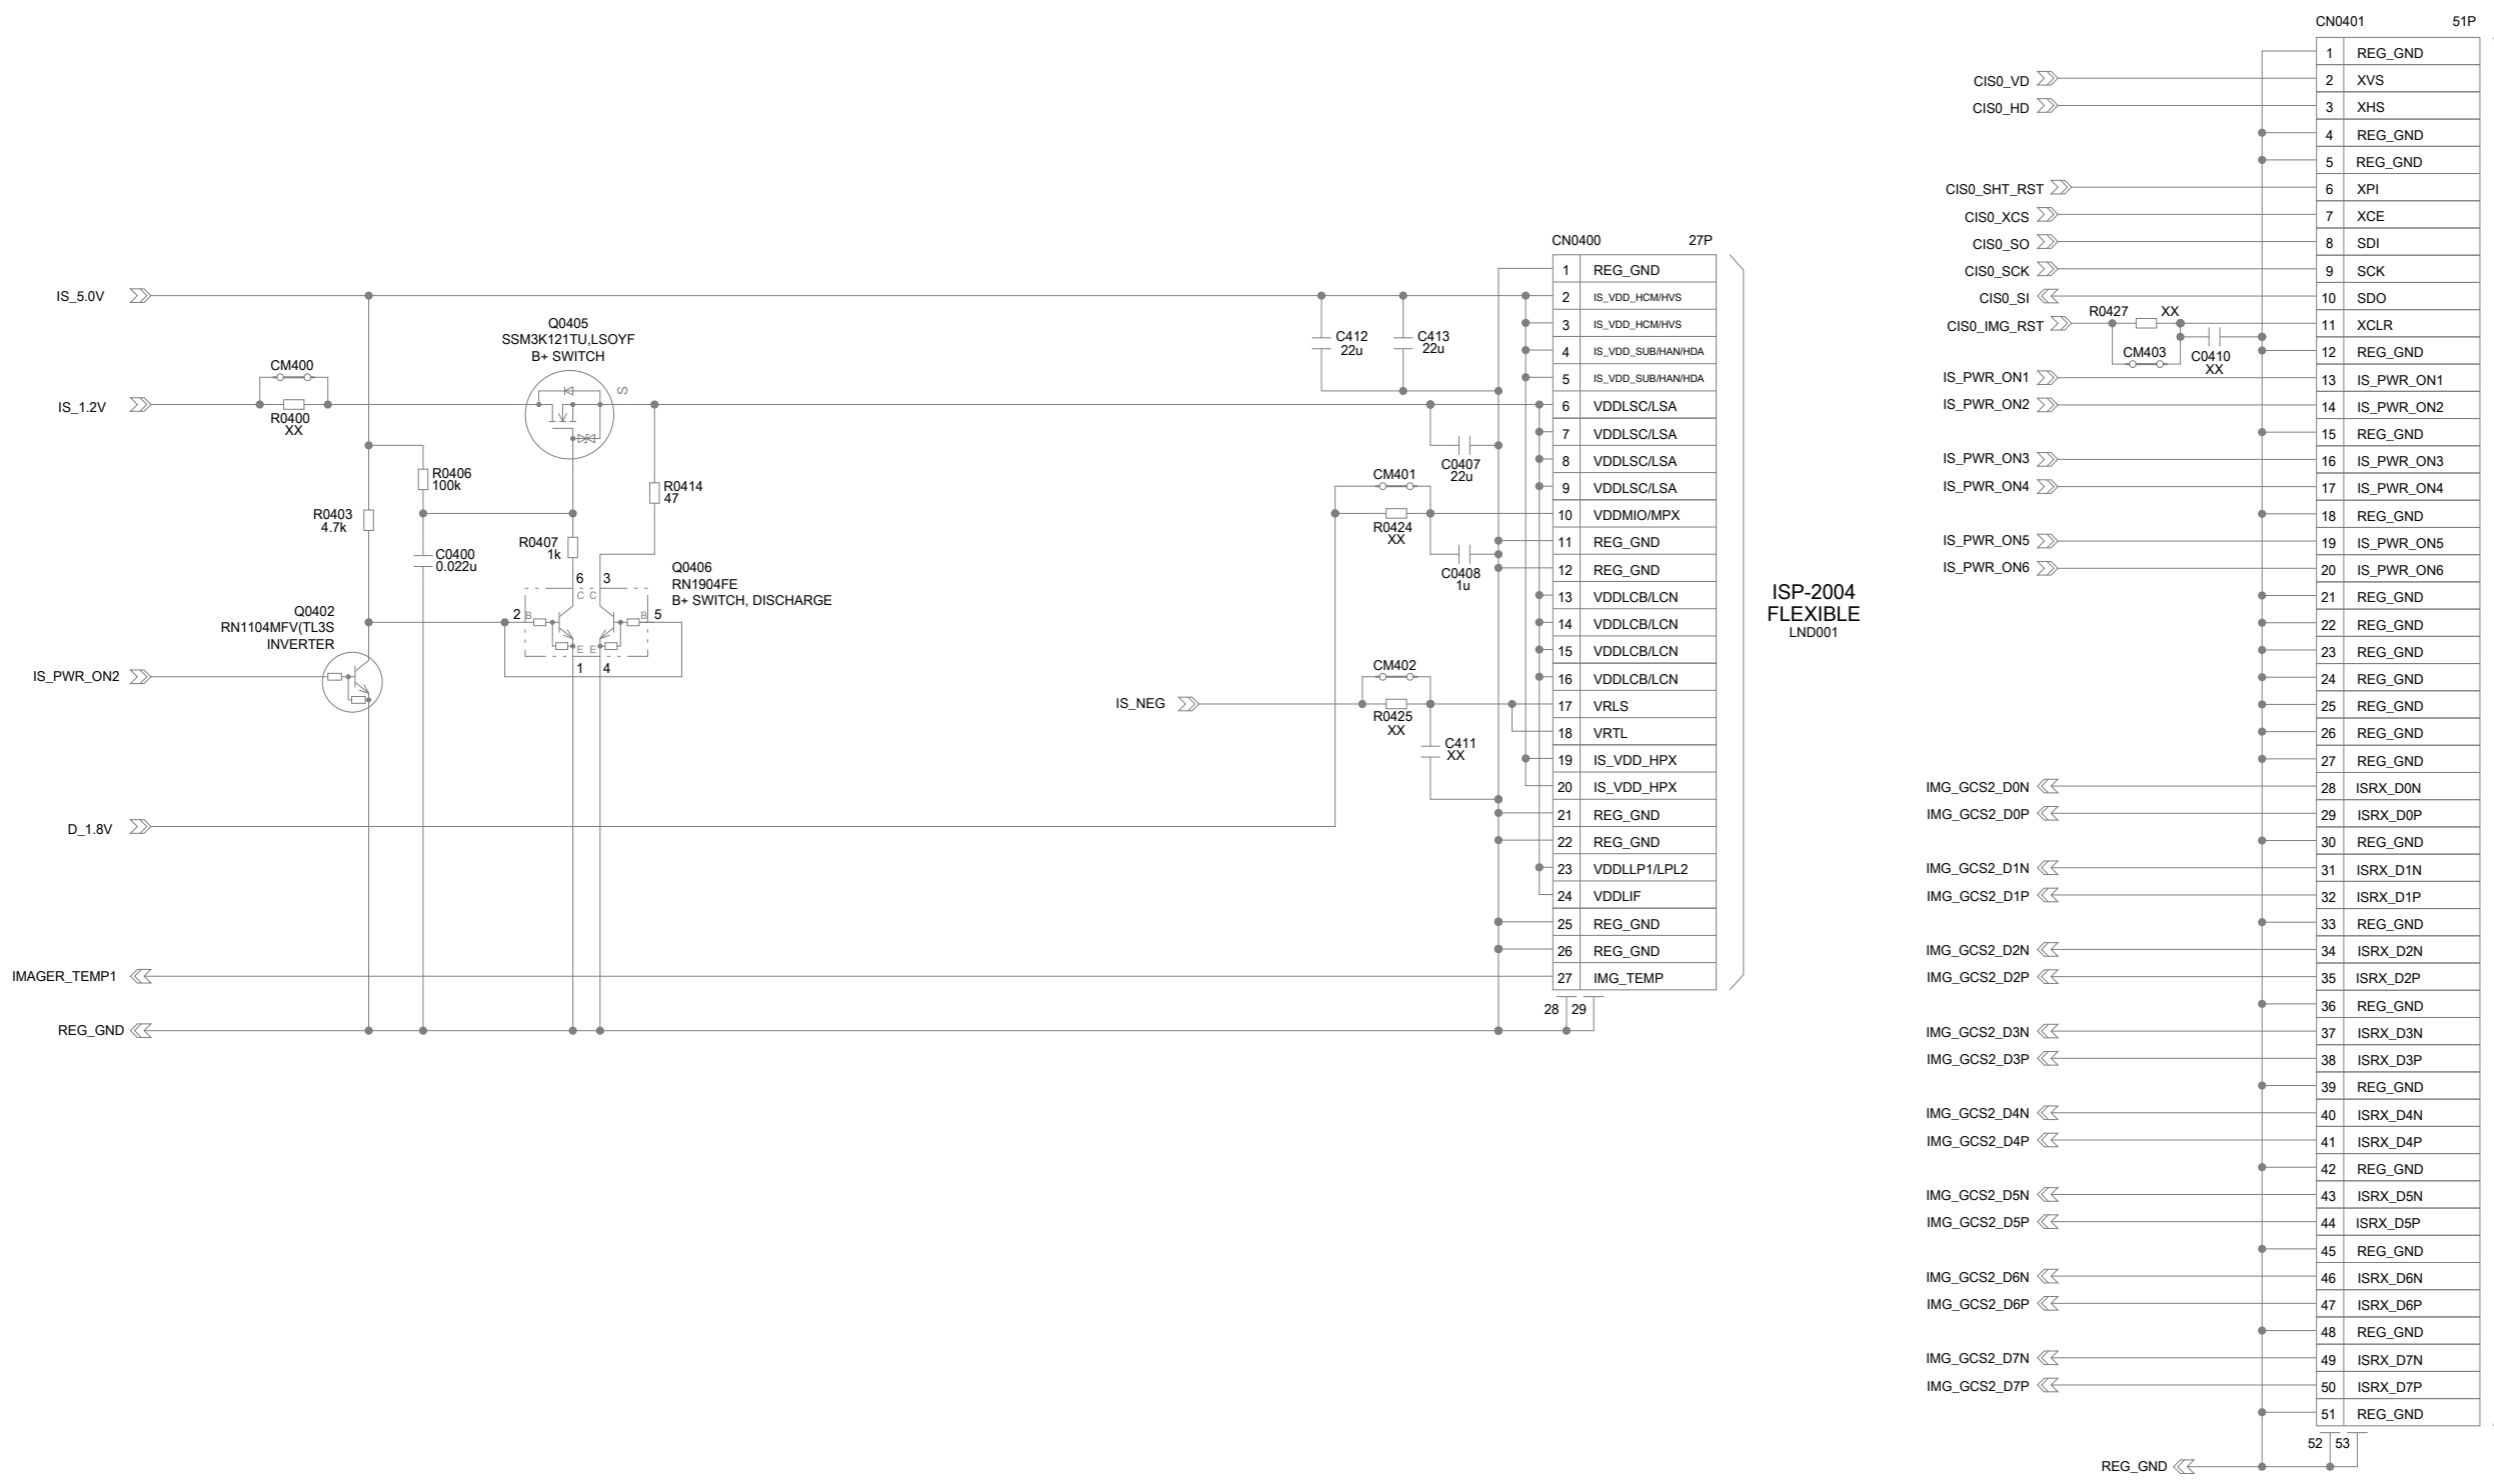 IS_5.0V
IS_1.2V
IS_PWR_ON2
D_1.8V
IMAGER_TEMP1
REG_GND
CM400
R0400
XX
Q0405
SSM3K121TU,LSOYF
B+ SWITCH
S
R0406
100k
R0403
4.7k
C0400
0.022u
R0407
1k
R0414
47
Q0406
RN1904FE
B+ SWITCH, DISCHARGE
6 3
C C
2 B
B 5
E E
1 4
Q0402
RN1104MFV(TL3S
INVERTER
C412
22u
C413
22u
C0407
22u
CM401
R0424
XX
C0408
1u
IS_NEG
CM402
R0425
XX
C411
XX
CN0400 27P
1 REG_GND
2 IS_VDD_HCM/HVS
3 IS_VDD_HCM/HVS
4 IS_VDD_SUB/HAN/HDA
5 IS_VDD_SUB/HAN/HDA
6 VDDLSC/LSA
7 VDDLSC/LSA
8 VDDLSC/LSA
9 VDDLSC/LSA
10 VDDMIO/MPX
11 REG_GND
12 REG_GND
13 VDDLCB/LCN
14 VDDLCB/LCN
15 VDDLCB/LCN
16 VDDLCB/LCN
17 VRLS
18 VRTL
19 IS_VDD_HPX
20 IS_VDD_HPX
21 REG_GND
22 REG_GND
23 VDDLLP1/LPL2
24 VDDLIF
25 REG_GND
26 REG_GND
27 IMG_TEMP
28 29
ISP-2004
FLEXIBLE
LND001
CN0401 51P
1 REG_GND
CIS0_VD 2 XVS
CIS0_HD 3 XHS
4 REG_GND
5 REG_GND
CIS0_SHT_RST 6 XPI
CIS0_XCS 7 XCE
CIS0_SO 8 SDI
CIS0_SCK 9 SCK
CIS0_SI 10 SDO
R0427 XX
CIS0_IMG_RST 11 XCLR
CM403
C0410
XX
12 REG_GND
IS_PWR_ON1 13 IS_PWR_ON1
IS_PWR_ON2 14 IS_PWR_ON2
15 REG_GND
IS_PWR_ON3 16 IS_PWR_ON3
IS_PWR_ON4 17 IS_PWR_ON4
18 REG_GND
IS_PWR_ON5 19 IS_PWR_ON5
IS_PWR_ON6 20 IS_PWR_ON6
21 REG_GND
22 REG_GND
23 REG_GND
24 REG_GND
25 REG_GND
26 REG_GND
27 REG_GND
IMG_GCS2_D0N 28 ISRX_D0N
IMG_GCS2_D0P 29 ISRX_D0P
30 REG_GND
IMG_GCS2_D1N 31 ISRX_D1N
IMG_GCS2_D1P 32 ISRX_D1P
33 REG_GND
IMG_GCS2_D2N 34 ISRX_D2N
IMG_GCS2_D2P 35 ISRX_D2P
36 REG_GND
IMG_GCS2_D3N 37 ISRX_D3N
IMG_GCS2_D3P 38 ISRX_D3P
39 REG_GND
IMG_GCS2_D4N 40 ISRX_D4N
IMG_GCS2_D4P 41 ISRX_D4P
42 REG_GND
IMG_GCS2_D5N 43 ISRX_D5N
IMG_GCS2_D5P 44 ISRX_D5P
45 REG_GND
IMG_GCS2_D6N 46 ISRX_D6N
IMG_GCS2_D6P 47 ISRX_D6P
48 REG_GND
IMG_GCS2_D7N 49 ISRX_D7N
IMG_GCS2_D7P 50 ISRX_D7P
51 REG_GND
52 53
REG_GND